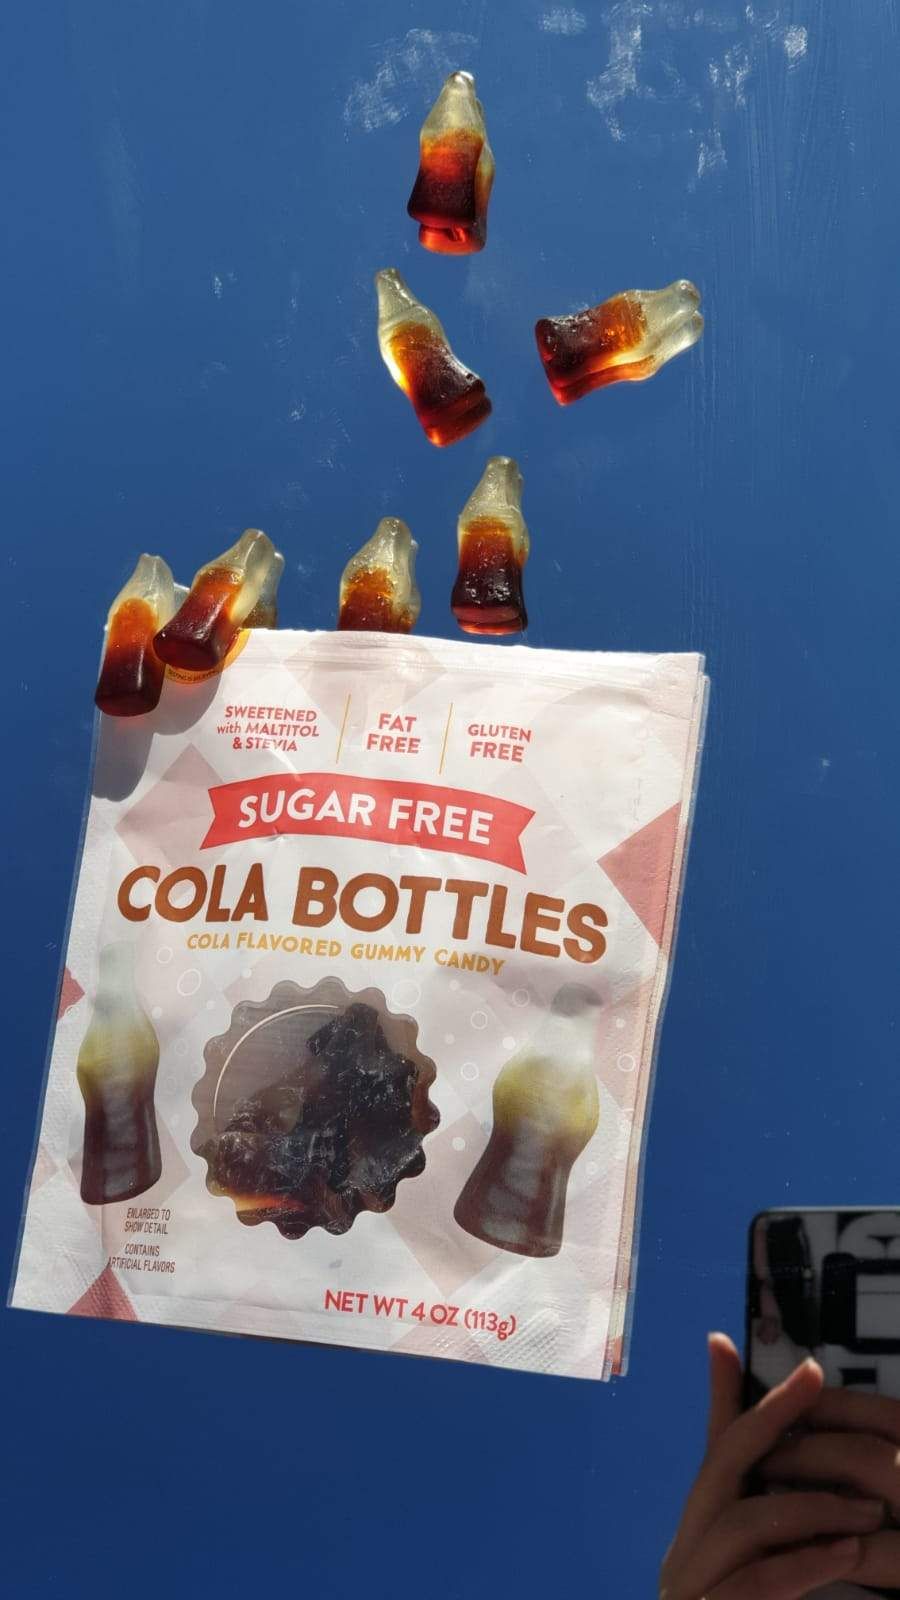 SWEETENED
with MALTITOL
& STEVIA
FAT
FREE
GLUTEN
FREE
SUGAR FREE
COLA BOTTLES
COLA FLAVORED GUMMY CANDY
ENLARGED TO
SHOW DETAIL
CONTAINS
ARTIFICIAL FLAVORS
NET WT 4 OZ (113g)